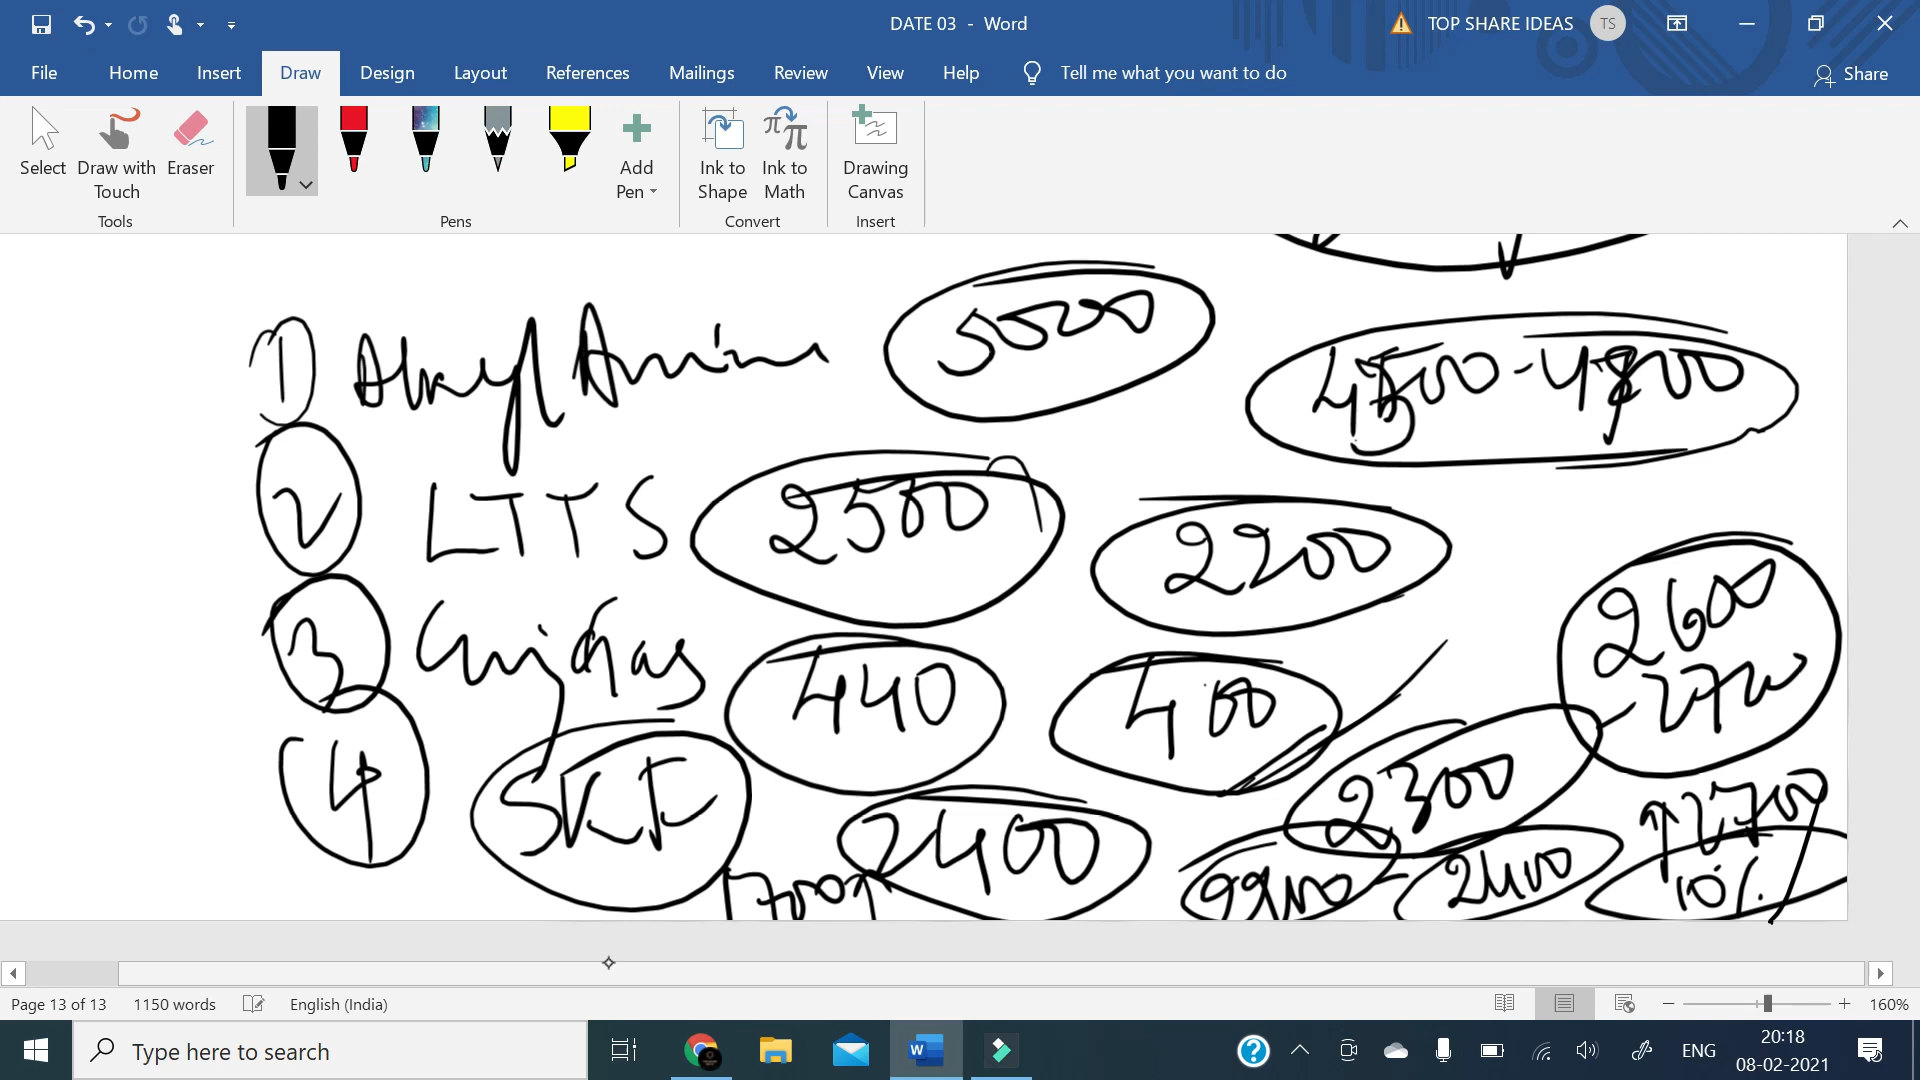 DATE 03 - Word
TOP SHARE IDEAS
TS
File Home Insert Draw Design Layout References Mailings Review View Help Tell me what you want to do
Share
Select
Draw with Touch
Eraser
Add Pen
Ink to Shape
Ink to Math
Drawing Canvas
Tools
Pens
Convert
Insert
1 Alkyl Amine 5000
4500-4800
2 LTTS 2500 2200
3 Gujgas 440 400
2600
-2700
4 SKF 2400 2300
2400
2700
10%
Page 13 of 13 1150 words English (India)
160%
Type here to search
ENG
20:18
08-02-2021